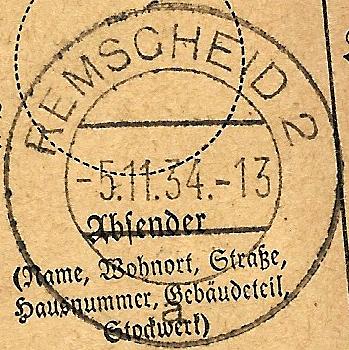 REMSCHEID 2
-5.11.34.-13
Absender
(Name, Wohnort, Straße,
Hausnummer, Gebäudeteil,
Stockwerk)
a